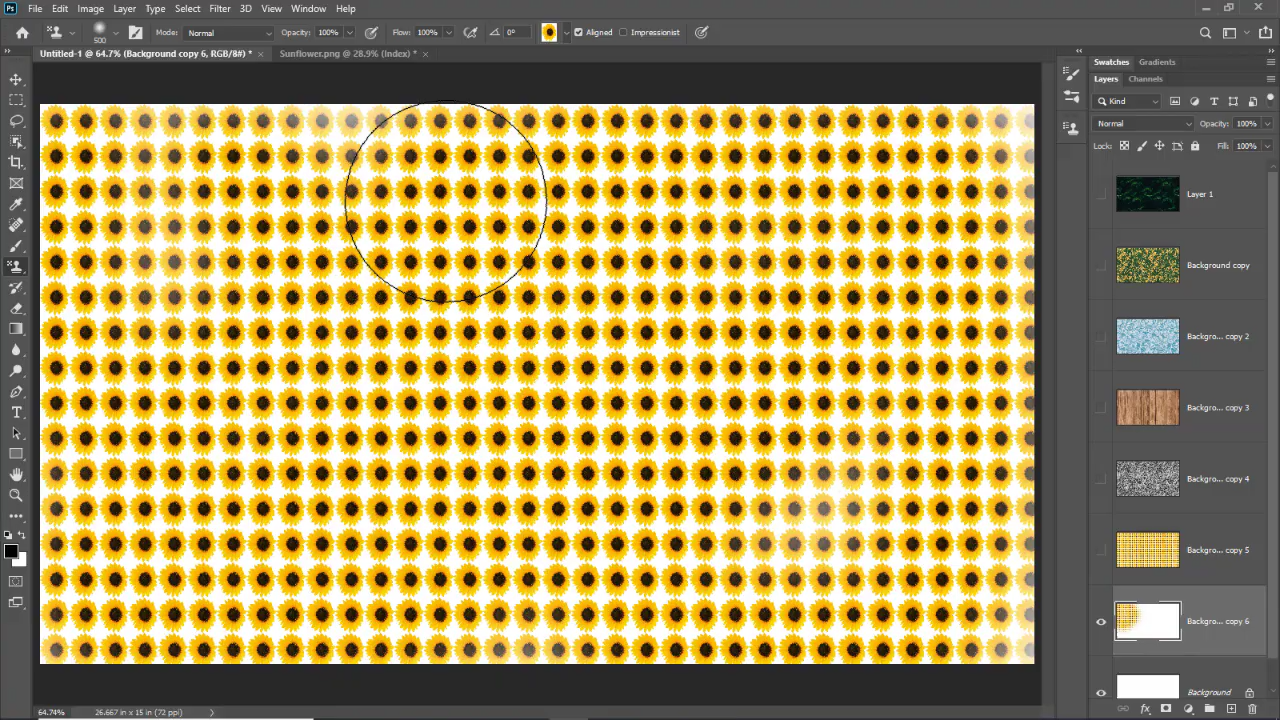 Ps File Edit Image Layer Type Select Filter 3D View Window Help
500 Mode: Normal Opacity: 100% Flow: 100% 0° Aligned Impressionist
Untitled-1 @ 64.7% (Background copy 6, RGB/8#) * × Sunflower.png @ 28.9% (Index) * ×
Swatches Gradients
Layers Channels
Kind
Normal Opacity: 100%
Lock: Fill: 100%
Layer 1
Background copy
Backgro... copy 2
Backgro... copy 3
Backgro... copy 4
Backgro... copy 5
Backgro... copy 6
Background
64.74% 26.667 in x 15 in (72 ppi)